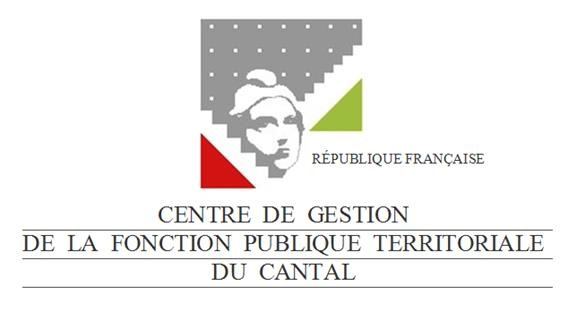 RÉPUBLIQUE FRANÇAISE
CENTRE DE GESTION
DE LA FONCTION PUBLIQUE TERRITORIALE
DU CANTAL